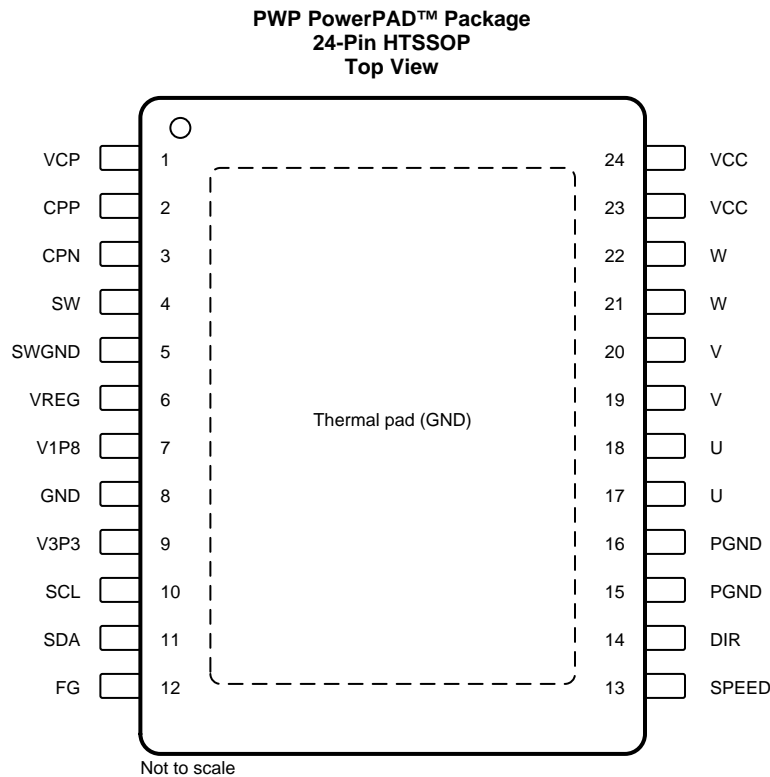 PWP PowerPAD™ Package
24-Pin HTSSOP
Top View
VCP 1 24 VCC
CPP 2 23 VCC
CPN 3 22 W
SW 4 21 W
SWGND 5 20 V
VREG 6 19 V
Thermal pad (GND)
V1P8 7 18 U
GND 8 17 U
V3P3 9 16 PGND
SCL 10 15 PGND
SDA 11 14 DIR
FG 12 13 SPEED
Not to scale